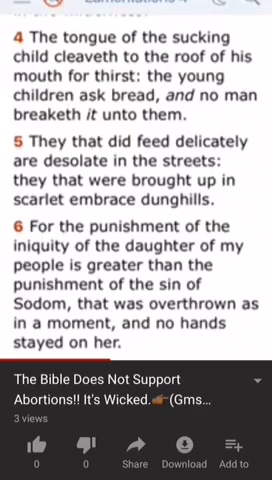 4 The tongue of the sucking
child cleaveth to the roof of his
mouth for thirst: the young
children ask bread, and no man
breaketh it unto them.
5 They that did feed delicately
are desolate in the streets:
they that were brought up in
scarlet embrace dunghills.
6 For the punishment of the
iniquity of the daughter of my
people is greater than the
punishment of the sin of
Sodom, that was overthrown as
in a moment, and no hands
stayed on her.
The Bible Does Not Support
Abortions!! It's Wicked.👉🏾(Gms...
3 views
0 0 Share Download Add to